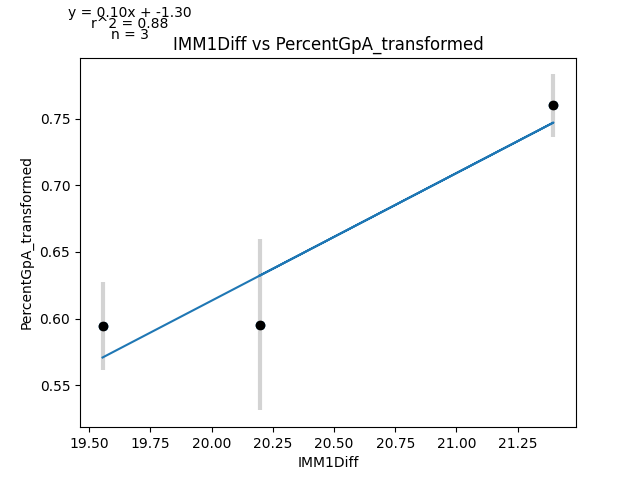 y = 0.10x + -1.30
r^2 = 0.88
n = 3
IMM1Diff vs PercentGpA_transformed
PercentGpA_transformed
0.75
0.70
0.65
0.60
0.55
19.50 19.75 20.00 20.25 20.50 20.75 21.00 21.25
IMM1Diff